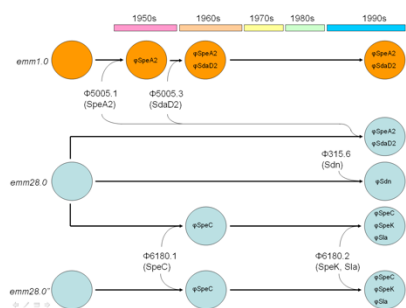 1950s 1960s 1970s 1980s 1990s
emm1.0
φSpeA2
φSpeA2
φSdaD2
φSpeA2
φSdaD2
Φ5005.1
(SpeA2)
Φ5005.3
(SdaD2)
φSpeA2
φSdaD2
Φ315.6
(Sdn)
emm28.0
φSdn
φSpeC
φSpeC
φSpeK
φSla
Φ6180.1
(SpeC)
Φ6180.2
(SpeK, Sla)
emm28.0~
φSpeC
φSpeC
φSpeK
φSla